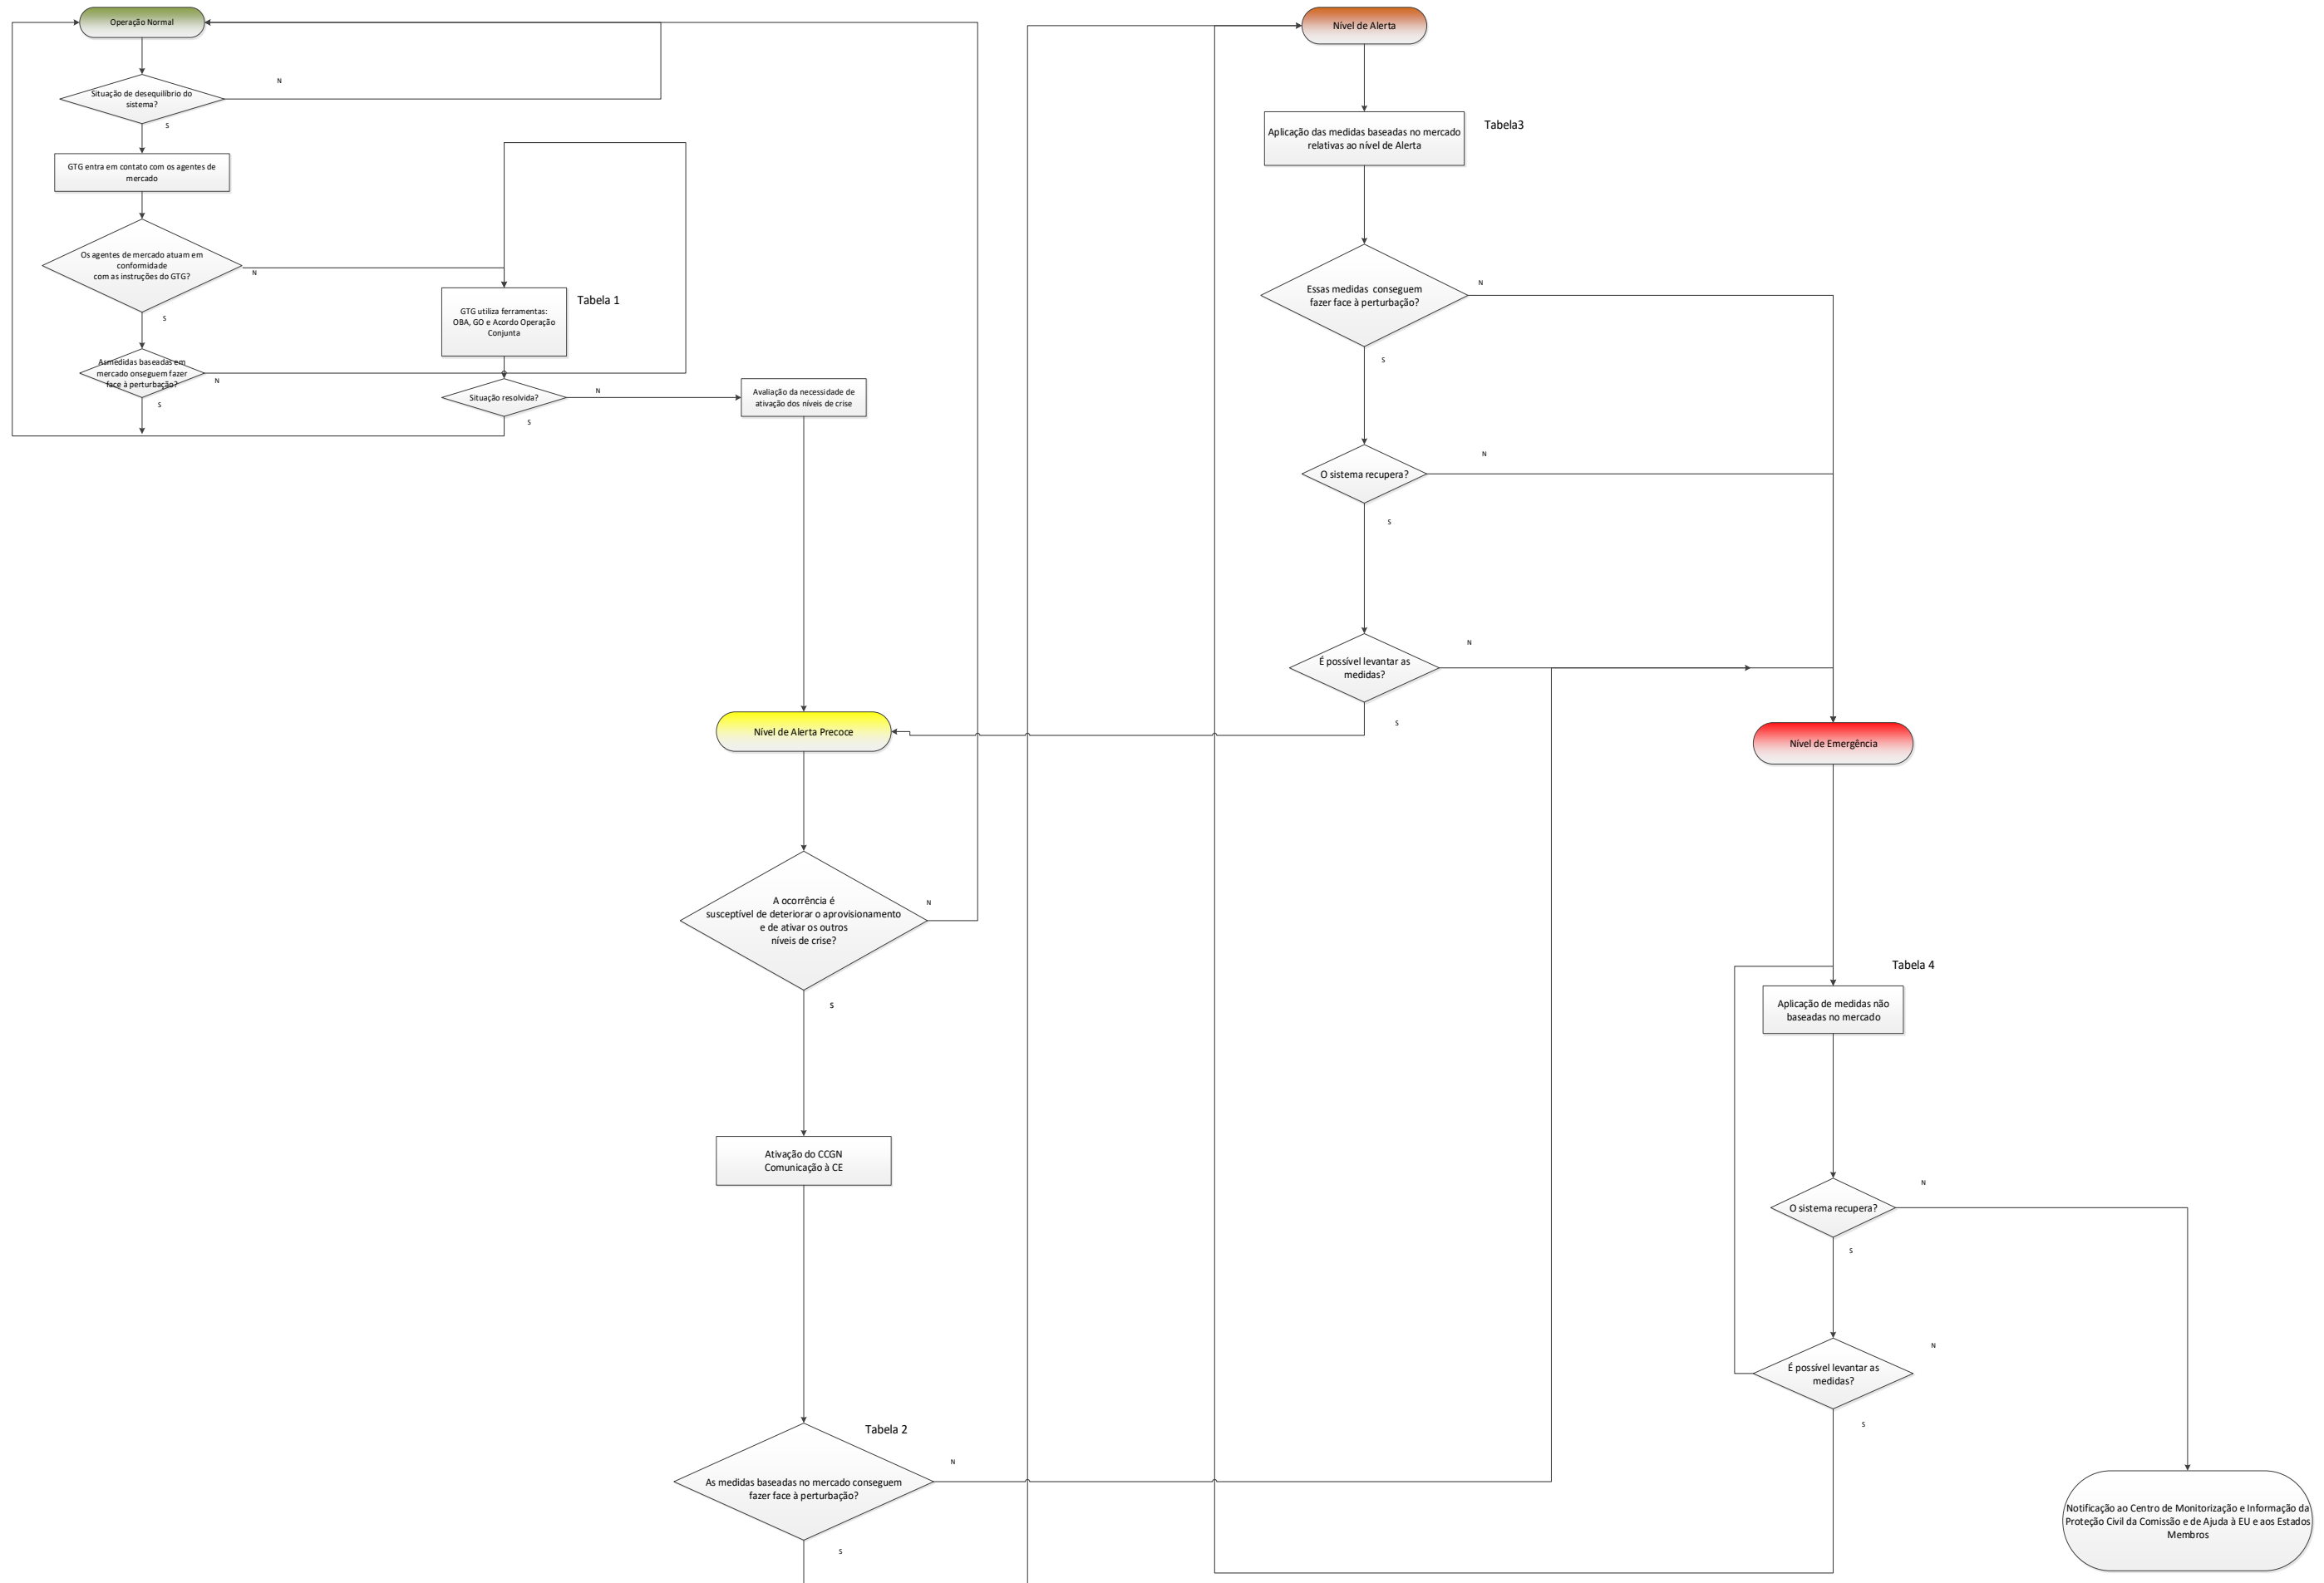 Operação Normal
Situação de desequilíbrio do
sistema?
N
S
GTG entra em contato com os agentes de
mercado
Os agentes de mercado atuam em
conformidade
com as instruções do GTG?
N
S
Asmedidas baseadas em
mercado onseguem fazer
face à perturbação?
N
S
Tabela 1
GTG utiliza ferramentas:
OBA, GO e Acordo Operação
Conjunta
Situação resolvida?
N
S
Avaliação da necessidade de
ativação dos níveis de crise
Nível de Alerta Precoce
A ocorrência é
susceptível de deteriorar o aprovisionamento
e de ativar os outros
níveis de crise?
N
S
Ativação do CCGN
Comunicação à CE
Tabela 2
As medidas baseadas no mercado conseguem
fazer face à perturbação?
N
S
Nível de Alerta
Tabela3
Aplicação das medidas baseadas no mercado
relativas ao nível de Alerta
Essas medidas conseguem
fazer face à perturbação?
N
S
O sistema recupera?
N
S
É possível levantar as
medidas?
N
S
Nível de Emergência
Tabela 4
Aplicação de medidas não
baseadas no mercado
O sistema recupera?
N
S
É possível levantar as
medidas?
N
S
Notificação ao Centro de Monitorização e Informação da
Proteção Civil da Comissão e de Ajuda à EU e aos Estados
Membros